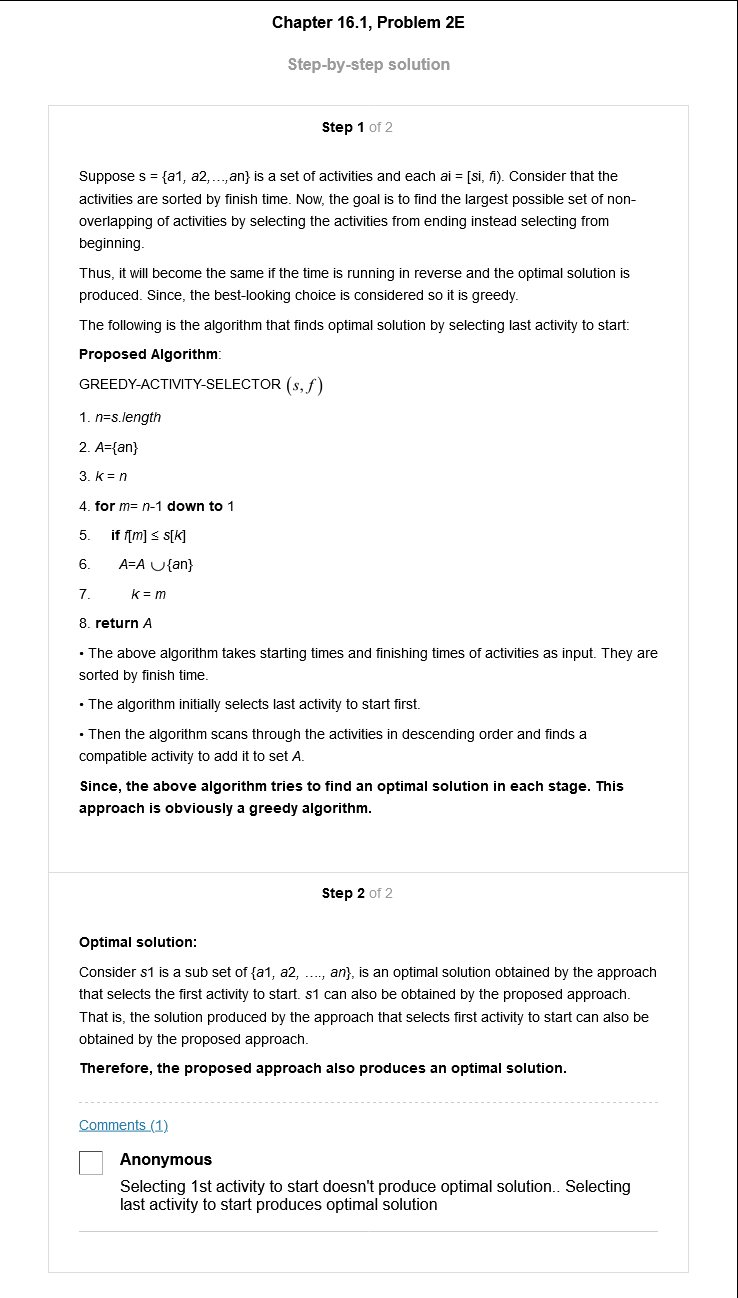 Chapter 16.1, Problem 2E
Step-by-step solution
Step 1 of 2
Suppose s = {a1, a2,…,an} is a set of activities and each ai = [si, fi). Consider that the
activities are sorted by finish time. Now, the goal is to find the largest possible set of non-
overlapping of activities by selecting the activities from ending instead selecting from
beginning.
Thus, it will become the same if the time is running in reverse and the optimal solution is
produced. Since, the best-looking choice is considered so it is greedy.
The following is the algorithm that finds optimal solution by selecting last activity to start:
Proposed Algorithm:
GREEDY-ACTIVITY-SELECTOR (s, f)
1. n=s.length
2. A={an}
3. k = n
4. for m= n-1 down to 1
5. if f[m] ≤ s[k]
6. A=A ∪{an}
7. k = m
8. return A
• The above algorithm takes starting times and finishing times of activities as input. They are
sorted by finish time.
• The algorithm initially selects last activity to start first.
• Then the algorithm scans through the activities in descending order and finds a
compatible activity to add it to set A.
Since, the above algorithm tries to find an optimal solution in each stage. This
approach is obviously a greedy algorithm.
Step 2 of 2
Optimal solution:
Consider s1 is a sub set of {a1, a2, …., an}, is an optimal solution obtained by the approach
that selects the first activity to start. s1 can also be obtained by the proposed approach.
That is, the solution produced by the approach that selects first activity to start can also be
obtained by the proposed approach.
Therefore, the proposed approach also produces an optimal solution.
Comments (1)
Anonymous
Selecting 1st activity to start doesn't produce optimal solution.. Selecting
last activity to start produces optimal solution